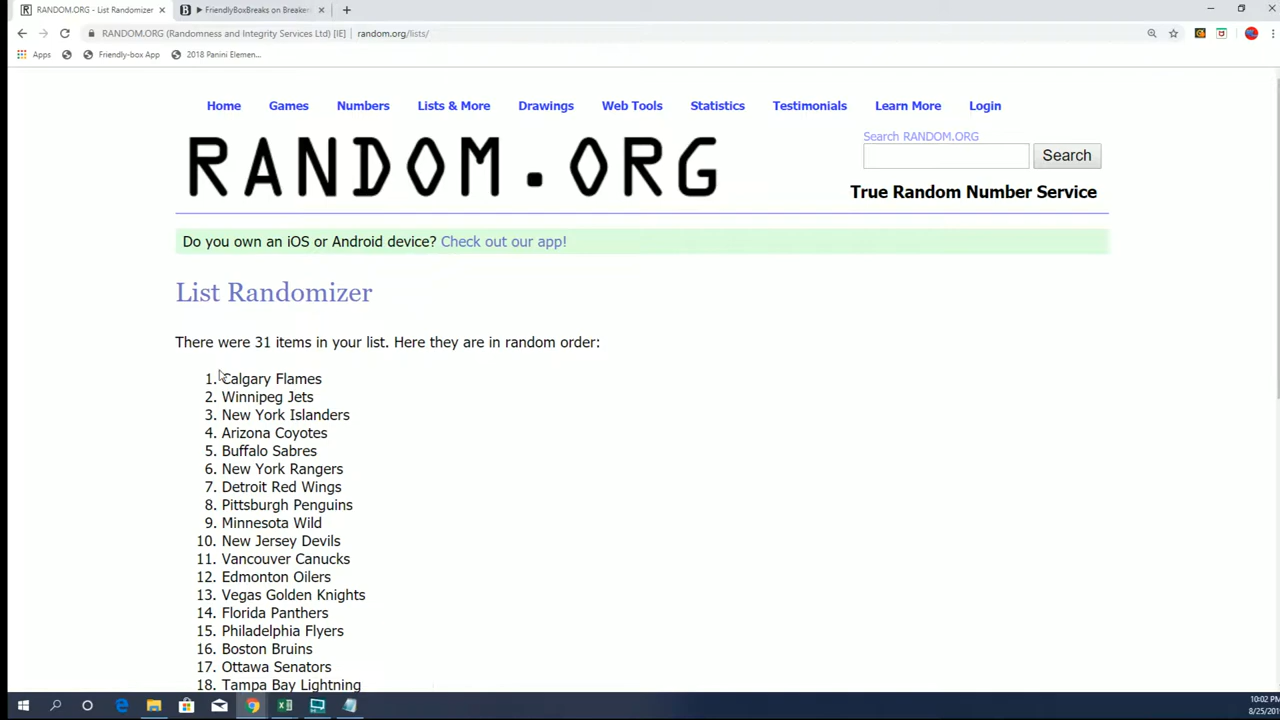 RANDOM.ORG - List Randomizer
FriendlyBoxBreaks on Breaker
RANDOM.ORG (Randomness and Integrity Services Ltd) [IE] | random.org/lists/
Apps Friendly-box App 2018 Panini Elemen...
Home Games Numbers Lists & More Drawings Web Tools Statistics Testimonials Learn More Login
RANDOM.ORG
Search RANDOM.ORG
Search
True Random Number Service
Do you own an iOS or Android device? Check out our app!
List Randomizer
There were 31 items in your list. Here they are in random order:
1. Calgary Flames
2. Winnipeg Jets
3. New York Islanders
4. Arizona Coyotes
5. Buffalo Sabres
6. New York Rangers
7. Detroit Red Wings
8. Pittsburgh Penguins
9. Minnesota Wild
10. New Jersey Devils
11. Vancouver Canucks
12. Edmonton Oilers
13. Vegas Golden Knights
14. Florida Panthers
15. Philadelphia Flyers
16. Boston Bruins
17. Ottawa Senators
18. Tampa Bay Lightning
10:02 PM